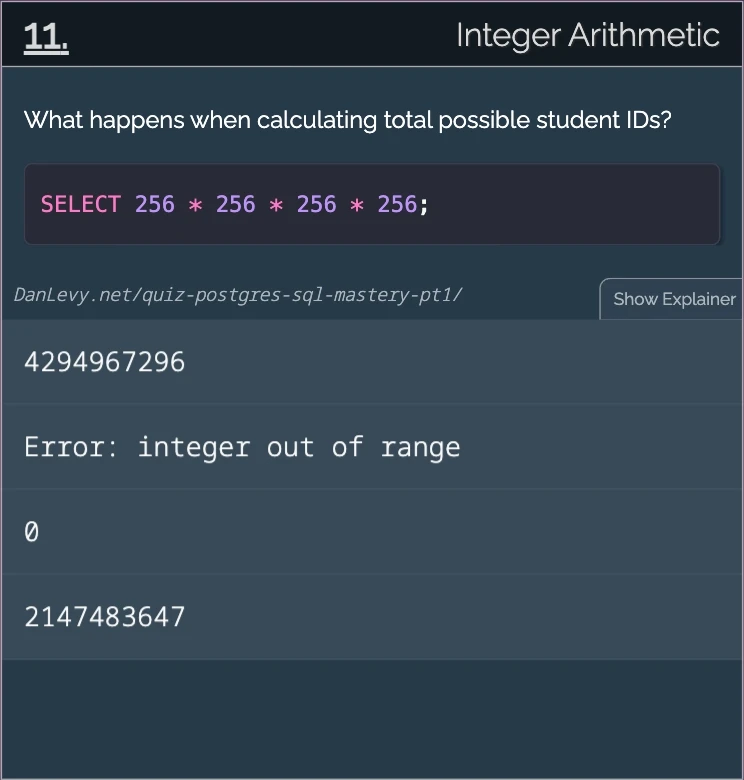 11.
Integer Arithmetic
What happens when calculating total possible student IDs?
SELECT 256 * 256 * 256 * 256;
DanLevy.net/quiz-postgres-sql-mastery-pt1/
Show Explainer
4294967296
Error: integer out of range
0
2147483647